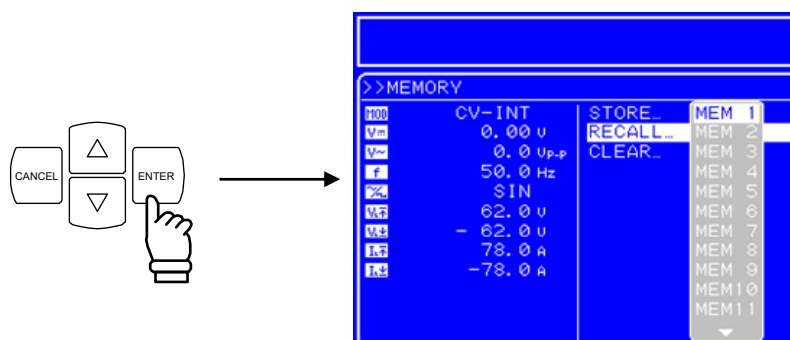 CANCEL
ENTER
>>MEMORY
MOD CV-INT
V= 0.00 V
V~ 0.0 Vp-p
f 50.0 Hz
SIN
62.0 V
- 62.0 V
78.0 A
-78.0 A
STORE…
RECALL…
CLEAR…
MEM 1
MEM 2
MEM 3
MEM 4
MEM 5
MEM 6
MEM 7
MEM 8
MEM 9
MEM10
MEM11